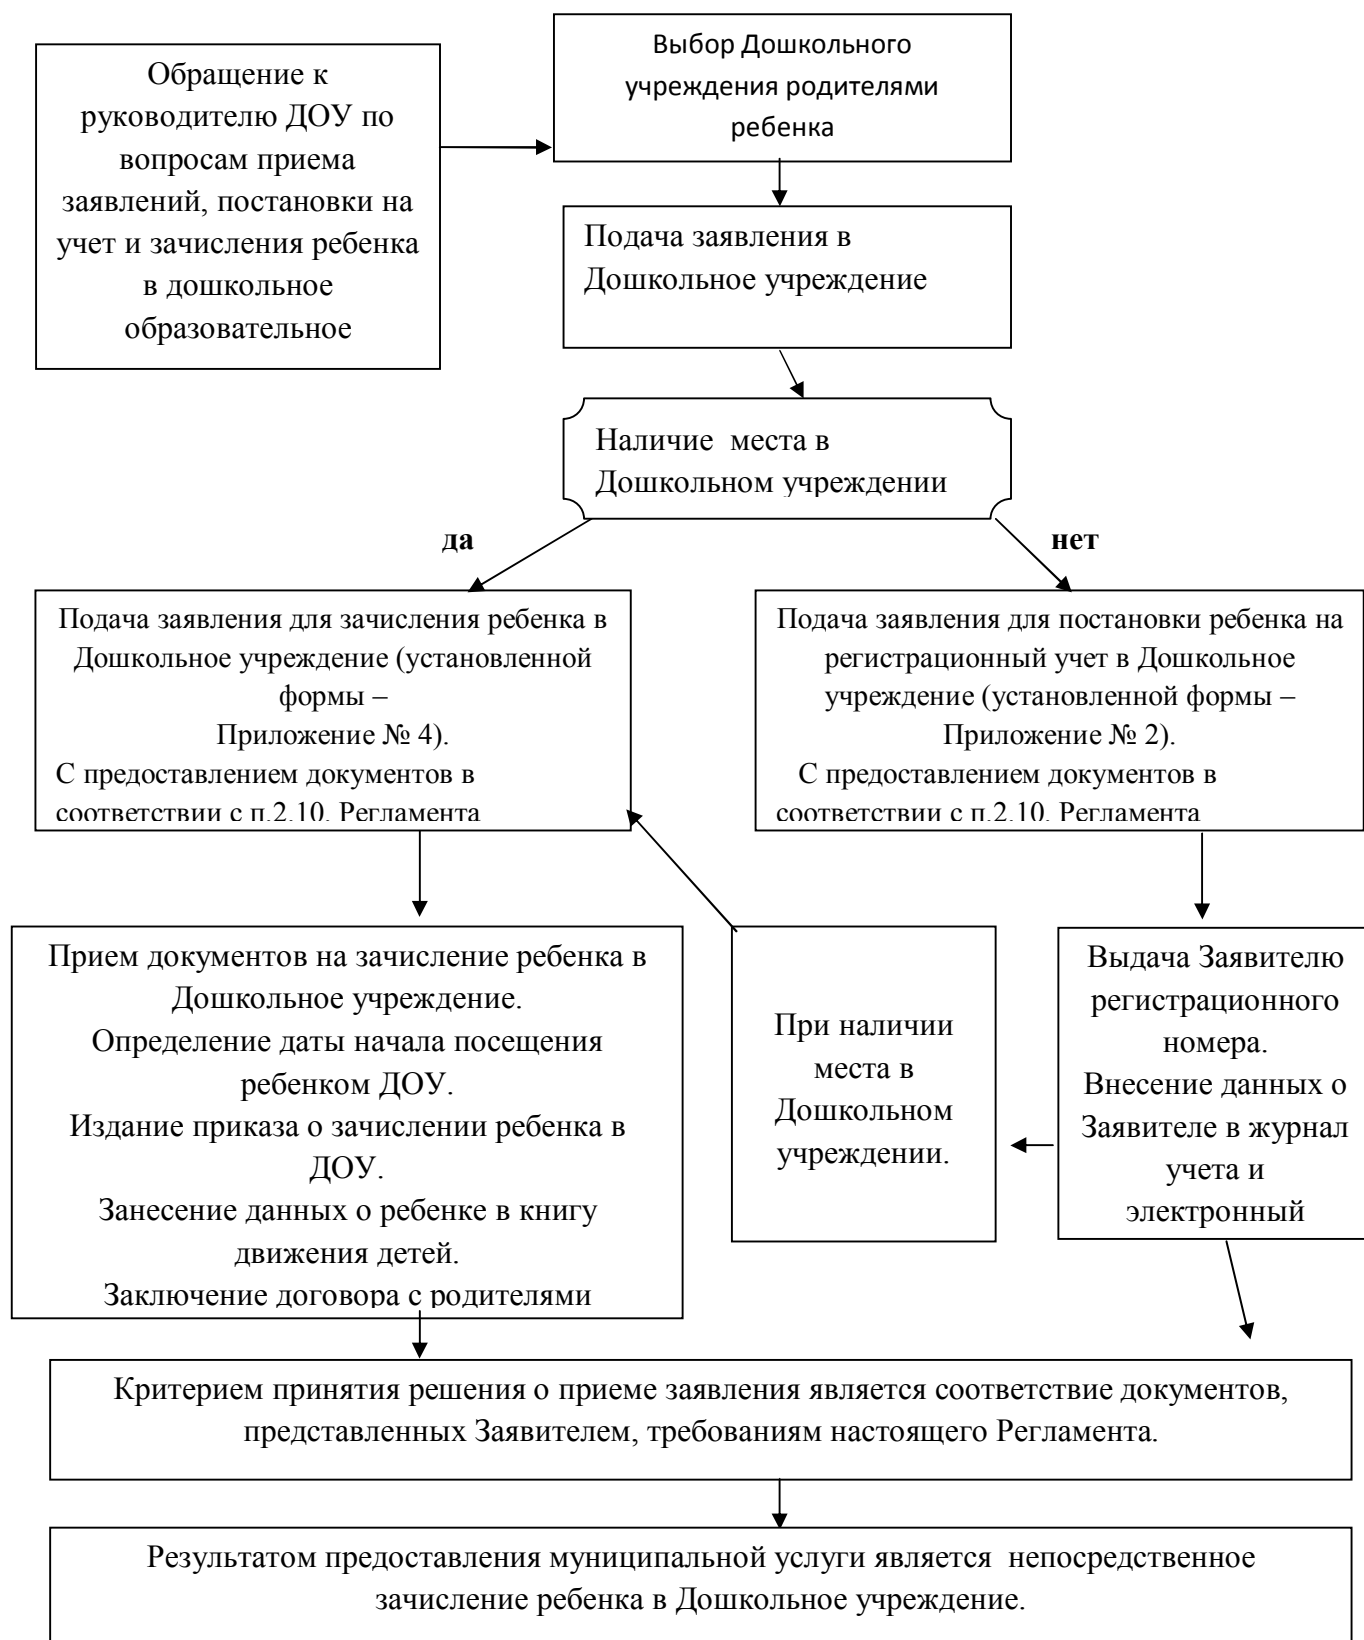 Обращение к
руководителю ДОУ по
вопросам приема
заявлений, постановки на
учет и зачисления ребенка
в дошкольное
образовательное
Выбор Дошкольного
учреждения родителями
ребенка
Подача заявления в
Дошкольное учреждение
Наличие  места в
Дошкольном учреждении
да
нет
Подача заявления для зачисления ребенка в
Дошкольное учреждение (установленной
формы –
Приложение № 4).
С предоставлением документов в
соответствии с п.2.10. Регламента
Подача заявления для постановки ребенка на
регистрационный учет в Дошкольное
учреждение (установленной формы –
Приложение № 2).
С предоставлением документов в
соответствии с п.2.10. Регламента
Прием документов на зачисление ребенка в
Дошкольное учреждение.
Определение даты начала посещения
ребенком ДОУ.
Издание приказа о зачислении ребенка в
ДОУ.
Занесение данных о ребенке в книгу
движения детей.
Заключение договора с родителями
При наличии
места в
Дошкольном
учреждении.
Выдача Заявителю
регистрационного
номера.
Внесение данных о
Заявителе в журнал
учета и
электронный
Критерием принятия решения о приеме заявления является соответствие документов,
представленных Заявителем, требованиям настоящего Регламента.
Результатом предоставления муниципальной услуги является  непосредственное
зачисление ребенка в Дошкольное учреждение.